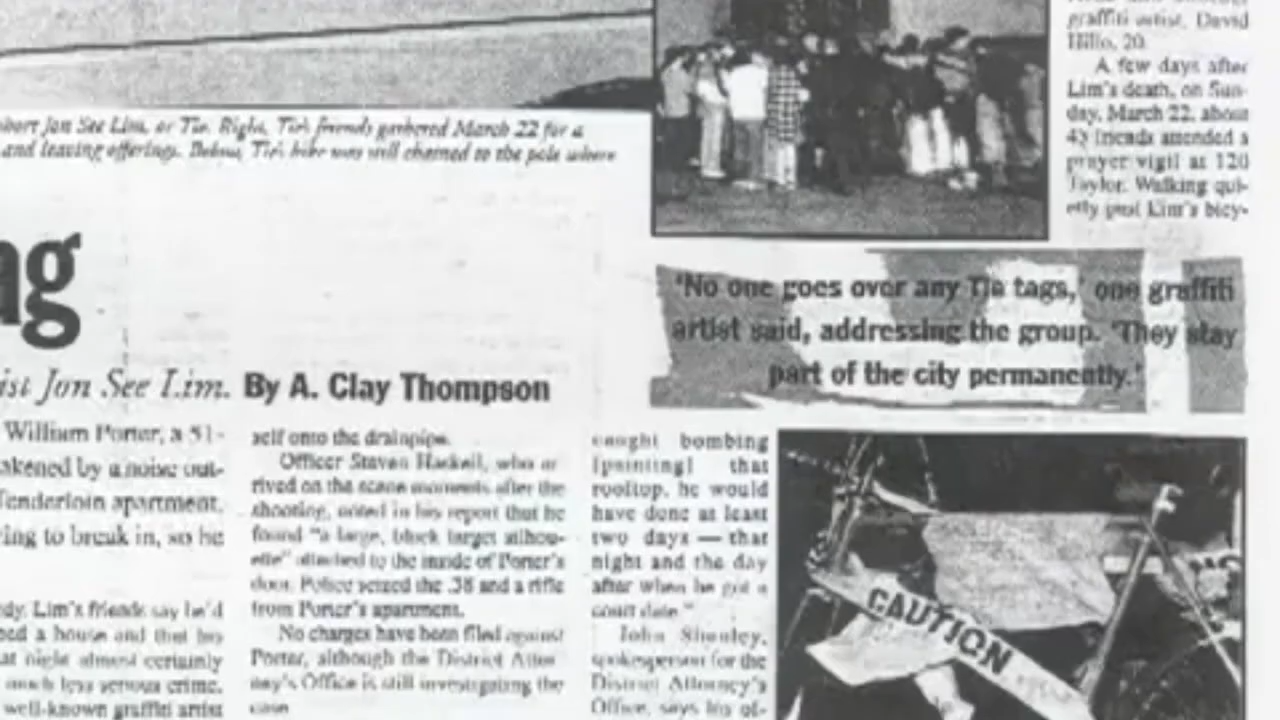 graffiti artist, David
Hillo, 20.
A few days after
Lim's death, on Sun-
day, March 22, about
45 friends attended a
prayer vigil at 120
Taylor. Walking qui-
etly past Lim's bicy-
Jon See Lim, or Tie. Right, Tie's friends gathered March 22 for a
and leaving offerings. Below, Tie's bike was still chained to the pole where
ag
'No one goes over any Tie tags,' one graffiti
artist said, addressing the group. 'They stay
part of the city permanently.'
ist Jon See Lim. By A. Clay Thompson
William Porter, a 51-
akened by a noise out-
Tenderloin apartment.
ing to break in, so he
dy. Lim's friends say he'd
ed a house and that his
at night almost certainly
much less serious crime.
well-known graffiti artist
self onto the drainpipe.
Officer Steven Haskell, who ar-
rived on the scene moments after the
shooting, noted in his report that he
found "a large, black target silhou-
ette" attached to the inside of Porter's
door. Police seized the .38 and a rifle
from Porter's apartment.
No charges have been filed against
Porter, although the District Attor-
ney's Office is still investigating the
case
caught bombing
[painting] that
rooftop, he would
have done at least
two days — that
night and the day
after when he got a
court date."
John Shanley,
spokesperson for the
District Attorney's
Office, says his of-
CAUTION